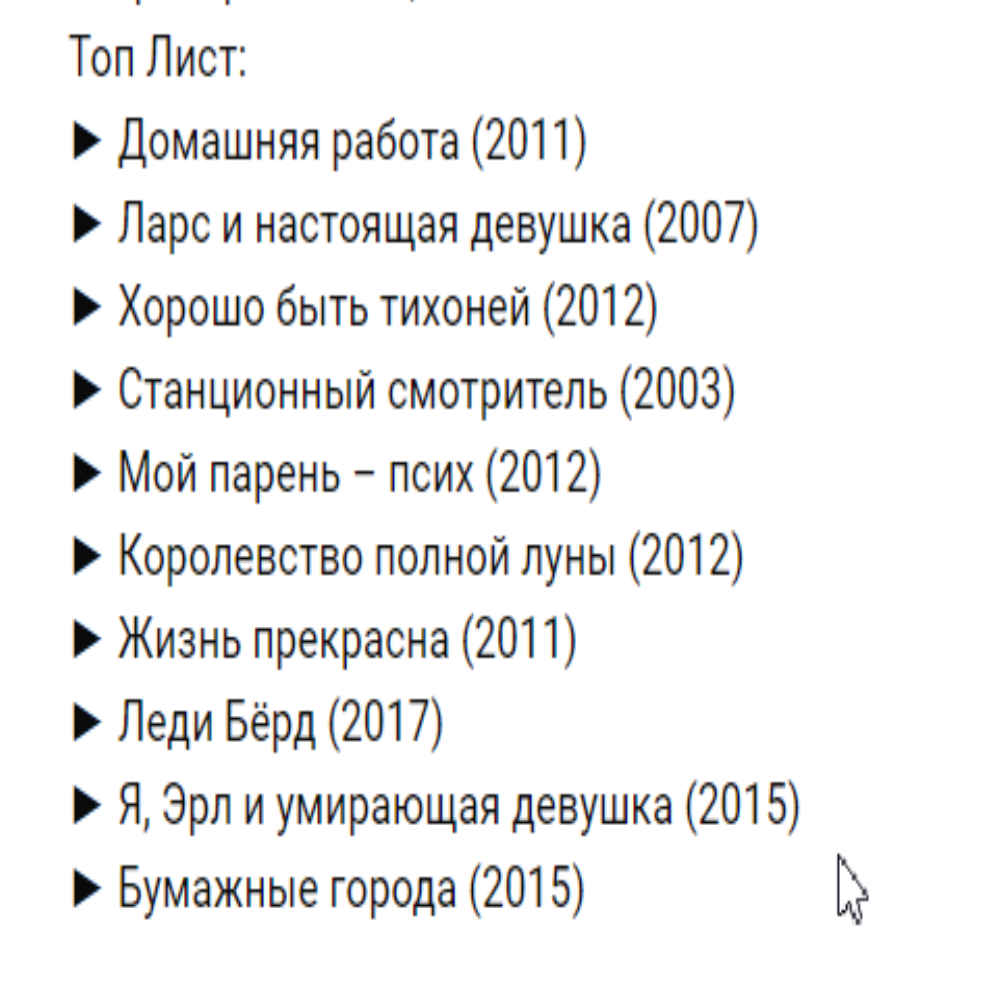 Топ Лист:
▶ Домашняя работа (2011)
▶ Ларс и настоящая девушка (2007)
▶ Хорошо быть тихоней (2012)
▶ Станционный смотритель (2003)
▶ Мой парень – псих (2012)
▶ Королевство полной луны (2012)
▶ Жизнь прекрасна (2011)
▶ Леди Бёрд (2017)
▶ Я, Эрл и умирающая девушка (2015)
▶ Бумажные города (2015)